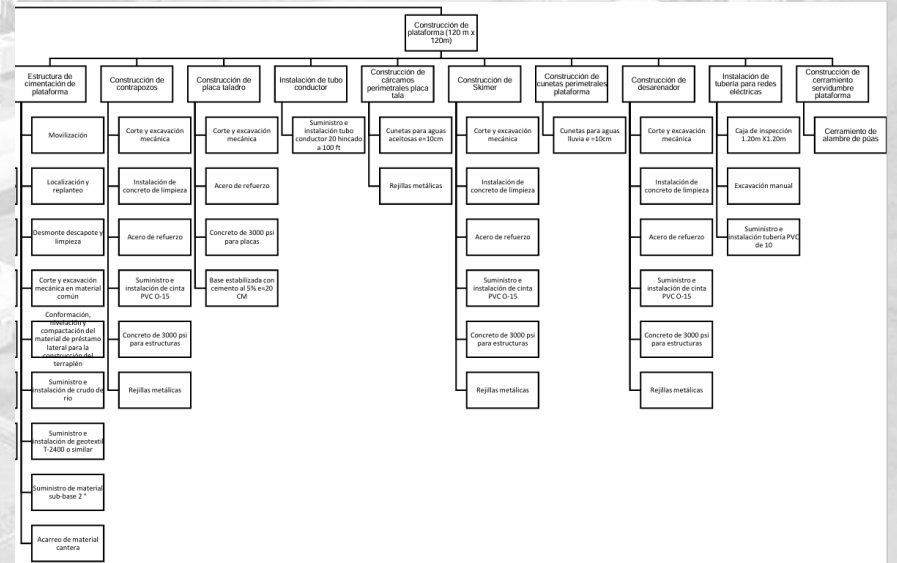 Construcción de
plataforma (120 m x
120m)
Estructura de
cimentación de
plataforma
Construcción de
contrapozos
Construcción de
placa taladro
Instalación de tubo
conductor
Construcción de
cárcamos
perimetrales placa
tala
Construcción de
Skimer
Construcción de
cunetas perimetrales
plataforma
Construcción de
desarenador
Instalación de
tubería para redes
eléctricas
Construcción de
cerramiento
servidumbre
plataforma
Movilización
Localización y
replanteo
Desmonte descapote y
limpieza
Corte y excavación
mecánica en material
común
Conformación,
nivelación y
compactación del
material de préstamo
lateral para la
construcción del
terraplén
Suministro e
instalación de crudo de
rio
Suministro e
instalación de geotextil
T-2400 o similar
Suministro de material
sub-base 2 "
Acarreo de material
cantera
Corte y excavación
mecánica
Instalación de
concreto de limpieza
Acero de refuerzo
Suministro e
instalación de cinta
PVC O-15
Concreto de 3000 psi
para estructuras
Rejillas metálicas
Corte y excavación
mecánica
Acero de refuerzo
Concreto de 3000 psi
para placas
Base estabilizada con
cemento al 5% e=20
CM
Suministro e
instalación tubo
conductor 20 hincado
a 100 ft
Cunetas para aguas
aceitosas e=10cm
Rejillas metálicas
Corte y excavación
mecánica
Instalación de
concreto de limpieza
Acero de refuerzo
Suministro e
instalación de cinta
PVC O-15
Concreto de 3000 psi
para estructuras
Rejillas metálicas
Cunetas para aguas
lluvia e =10cm
Corte y excavación
mecánica
Instalación de
concreto de limpieza
Acero de refuerzo
Suministro e
instalación de cinta
PVC O-15
Concreto de 3000 psi
para estructuras
Rejillas metálicas
Caja de inspección
1.20m X1.20m
Excavación manual
Suministro e
instalación tubería PVC
de 10
Cerramiento de
alambre de púas